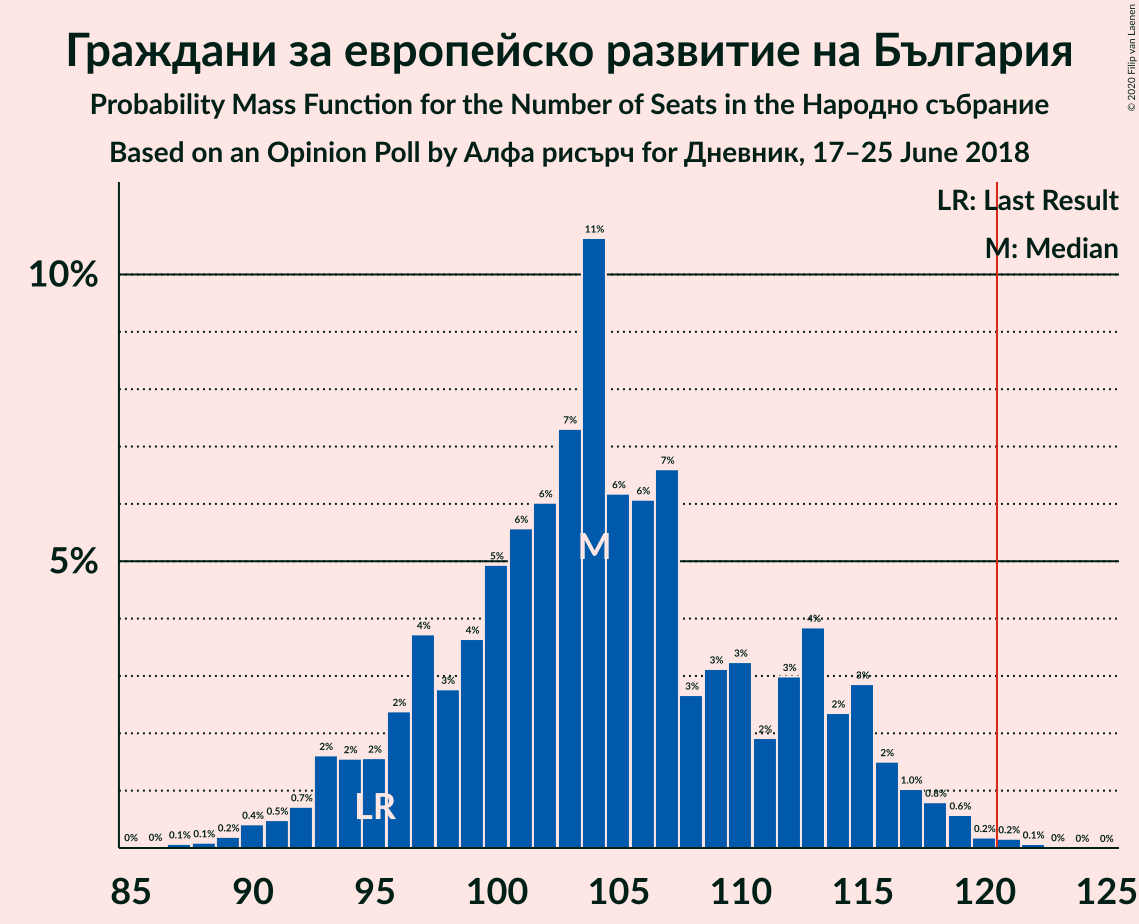 Граждани за европейско развитие на България
Probability Mass Function for the Number of Seats in the Народно събрание
Based on an Opinion Poll by Алфа рисърч for Дневник, 17–25 June 2018
© 2020 Filip van Laenen
LR: Last Result
M: Median
10%
5%
0% 0% 0.1% 0.1% 0.2% 0.4% 0.5% 0.7% 2% 2% 2% 2% 4% 3% 4% 5% 6% 6% 7% 11% 6% 6% 7% 3% 3% 3% 2% 3% 4% 2% 3% 2% 1.0% 0.8% 0.6% 0.2% 0.2% 0.1% 0% 0% 0%
M
LR
85 90 95 100 105 110 115 120 125